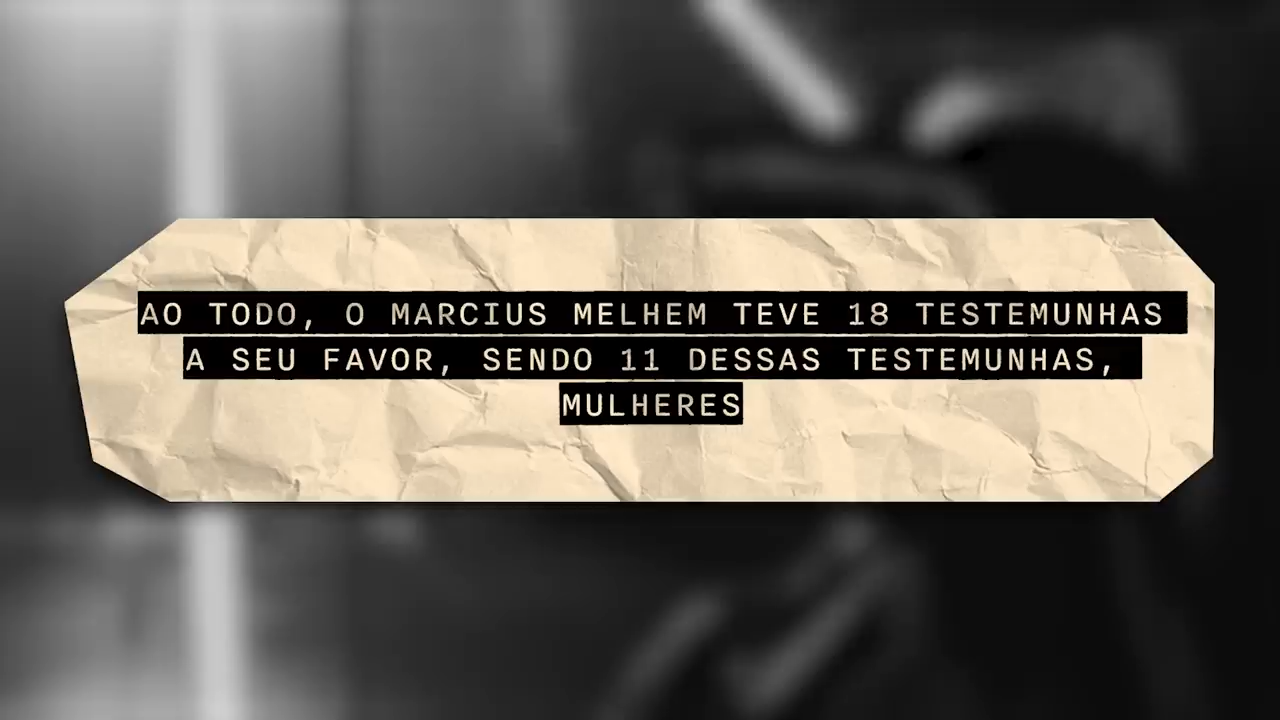 AO TODO, O MARCIUS MELHEM TEVE 18 TESTEMUNHAS
A SEU FAVOR, SENDO 11 DESSAS TESTEMUNHAS,
MULHERES